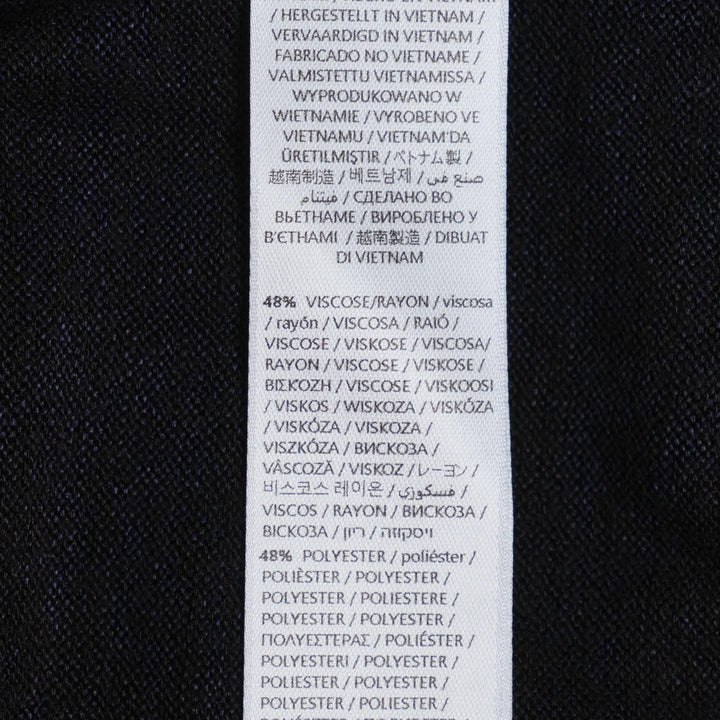 / HERGESTELLT IN VIETNAM /
VERVAARDIGD IN VIETNAM /
FABRICADO NO VIETNAME /
VALMISTETTU VIETNAMISSA /
WYPRODUKOWANO W
WIETNAMIE / VYROBENO VE
VIETNAMU / VIETNAM'DA
ÜRETILMIŞTIR / ベトナム製 /
越南制造 / 베트남제 / صنع في
فيتنام / СДЕЛАНО ВО
ВЬЕТНАМЕ / ВИРОБЛЕНО У
В'ЄТНАМІ / 越南製造 / DIBUAT
DI VIETNAM
48% VISCOSE/RAYON / viscosa
/ rayón / VISCOSA / RAIÓ /
VISCOSE / VISKOSE / VISCOSA/
RAYON / VISCOSE / VISKOSE /
ΒΙΣΚΌΖΗ / VISCOSE / VISKOOSI
/ VISKOS / WISKOZA / VISKÓZA
/ VISKÓZA / VISKOZA /
VISZKÓZA / ВИСКОЗА /
VÂSCOZĂ / VISKOZ / レーヨン /
비스코스 레이온 / فسكوزي /
VISCOS / RAYON / ВИСКОЗА /
ВІСКОЗА / ויסקוזה / ריון
48% POLYESTER / poliéster /
POLIÈSTER / POLYESTER /
POLYESTER / POLIESTERE /
POLYESTER / POLYESTER /
ΠΟΛΥΕΣΤΈΡΑΣ / POLIÉSTER /
POLYESTERI / POLYESTER /
POLIESTER / POLYESTER /
POLYESTER / POLIESTER /